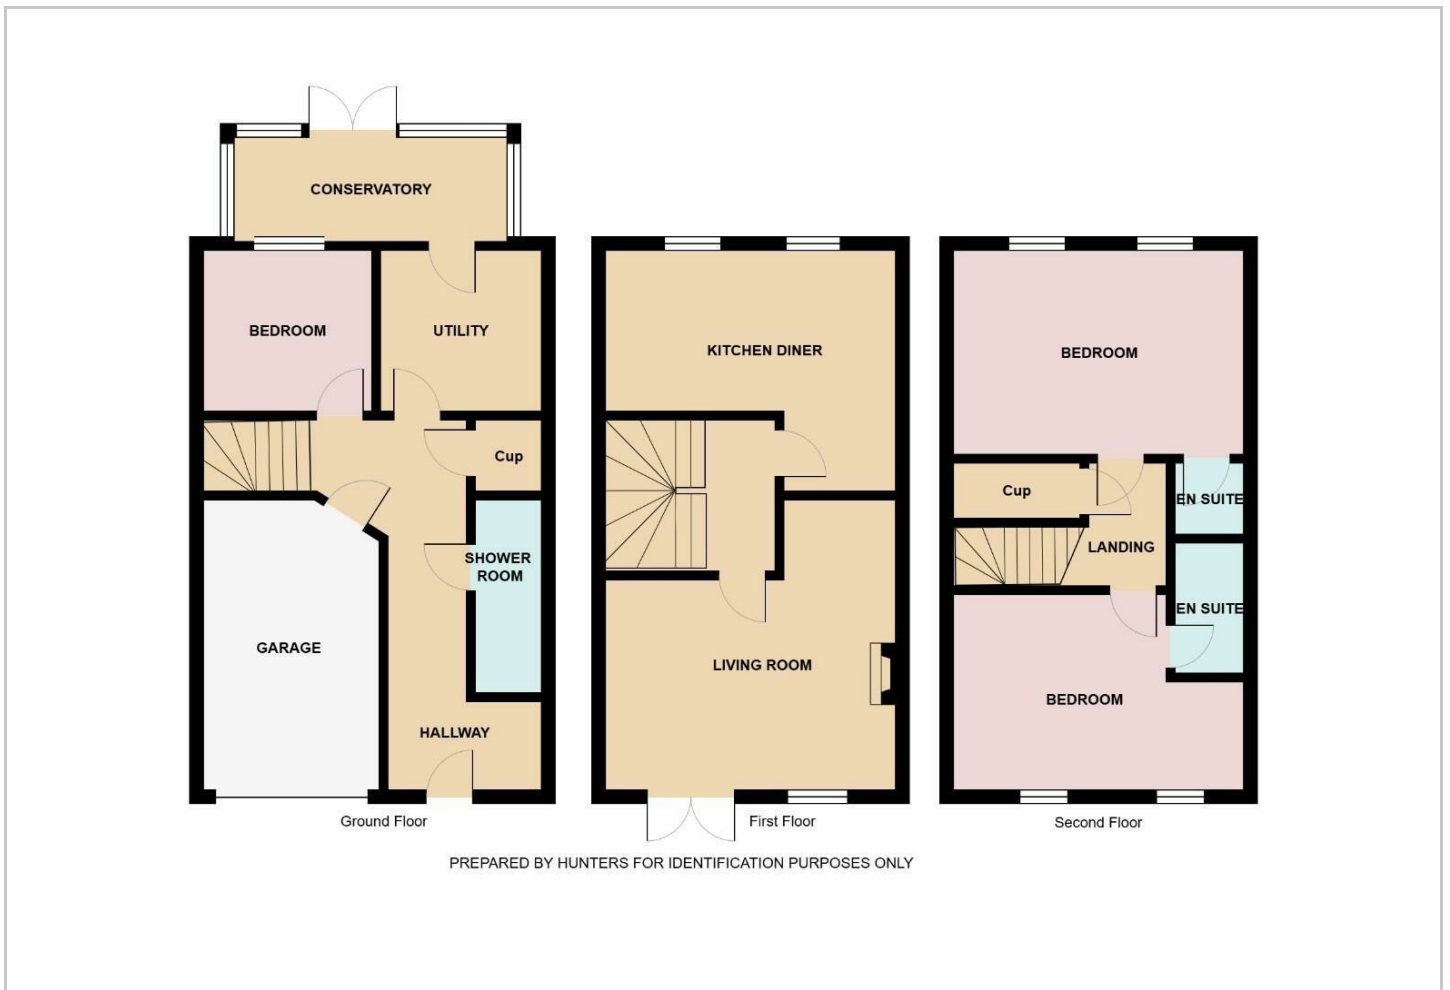 CONSERVATORY
BEDROOM
UTILITY
Cup
SHOWER
ROOM
GARAGE
HALLWAY
Ground Floor
KITCHEN DINER
LIVING ROOM
First Floor
BEDROOM
Cup
EN SUITE
LANDING
EN SUITE
BEDROOM
Second Floor
PREPARED BY HUNTERS FOR IDENTIFICATION PURPOSES ONLY